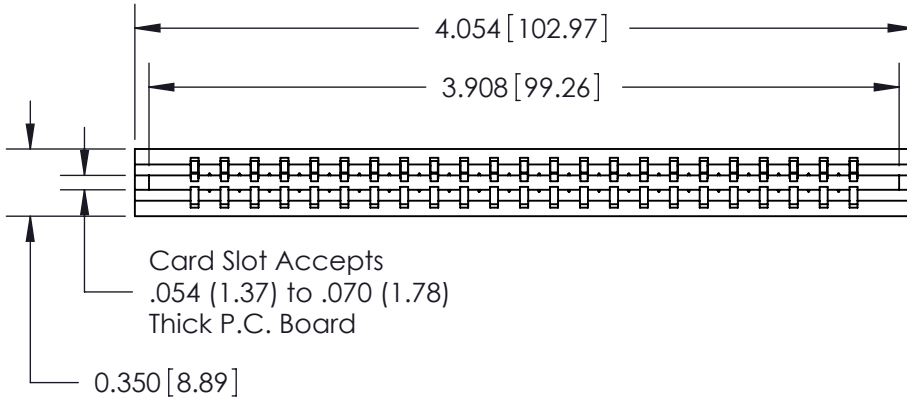 4.054 [102.97]
3.908 [99.26]
Card Slot Accepts
.054 (1.37) to .070 (1.78)
Thick P.C. Board
0.350 [8.89]